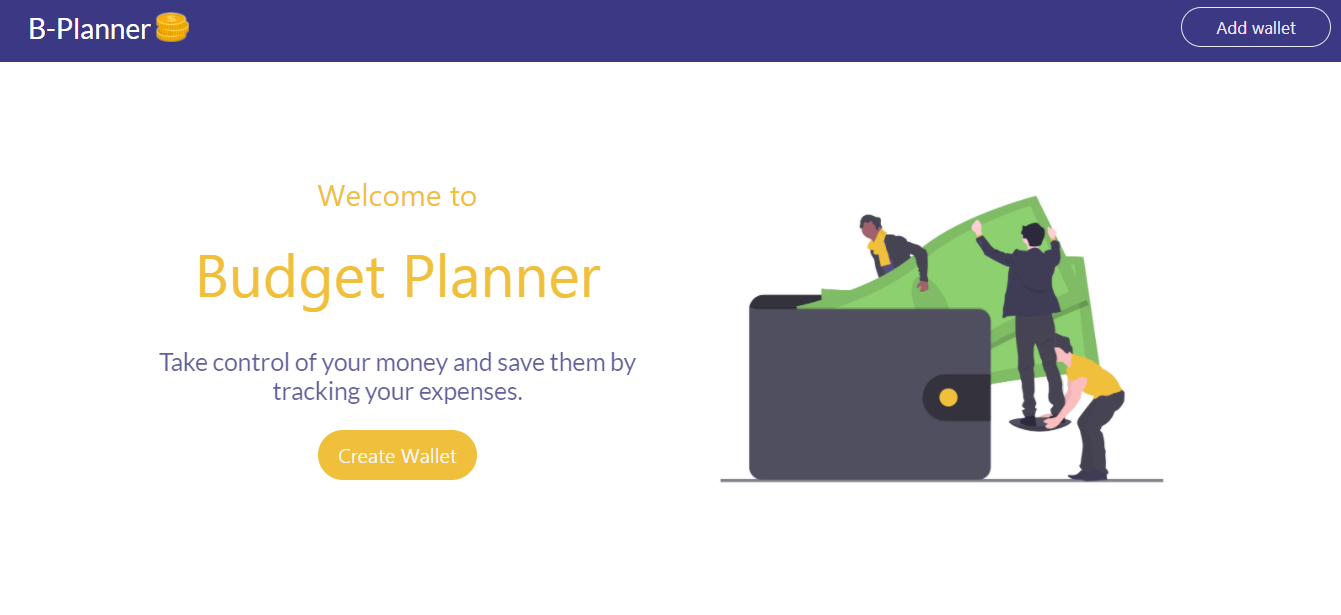 B-Planner
Add wallet
Welcome to
Budget Planner
Take control of your money and save them by
tracking your expenses.
Create Wallet